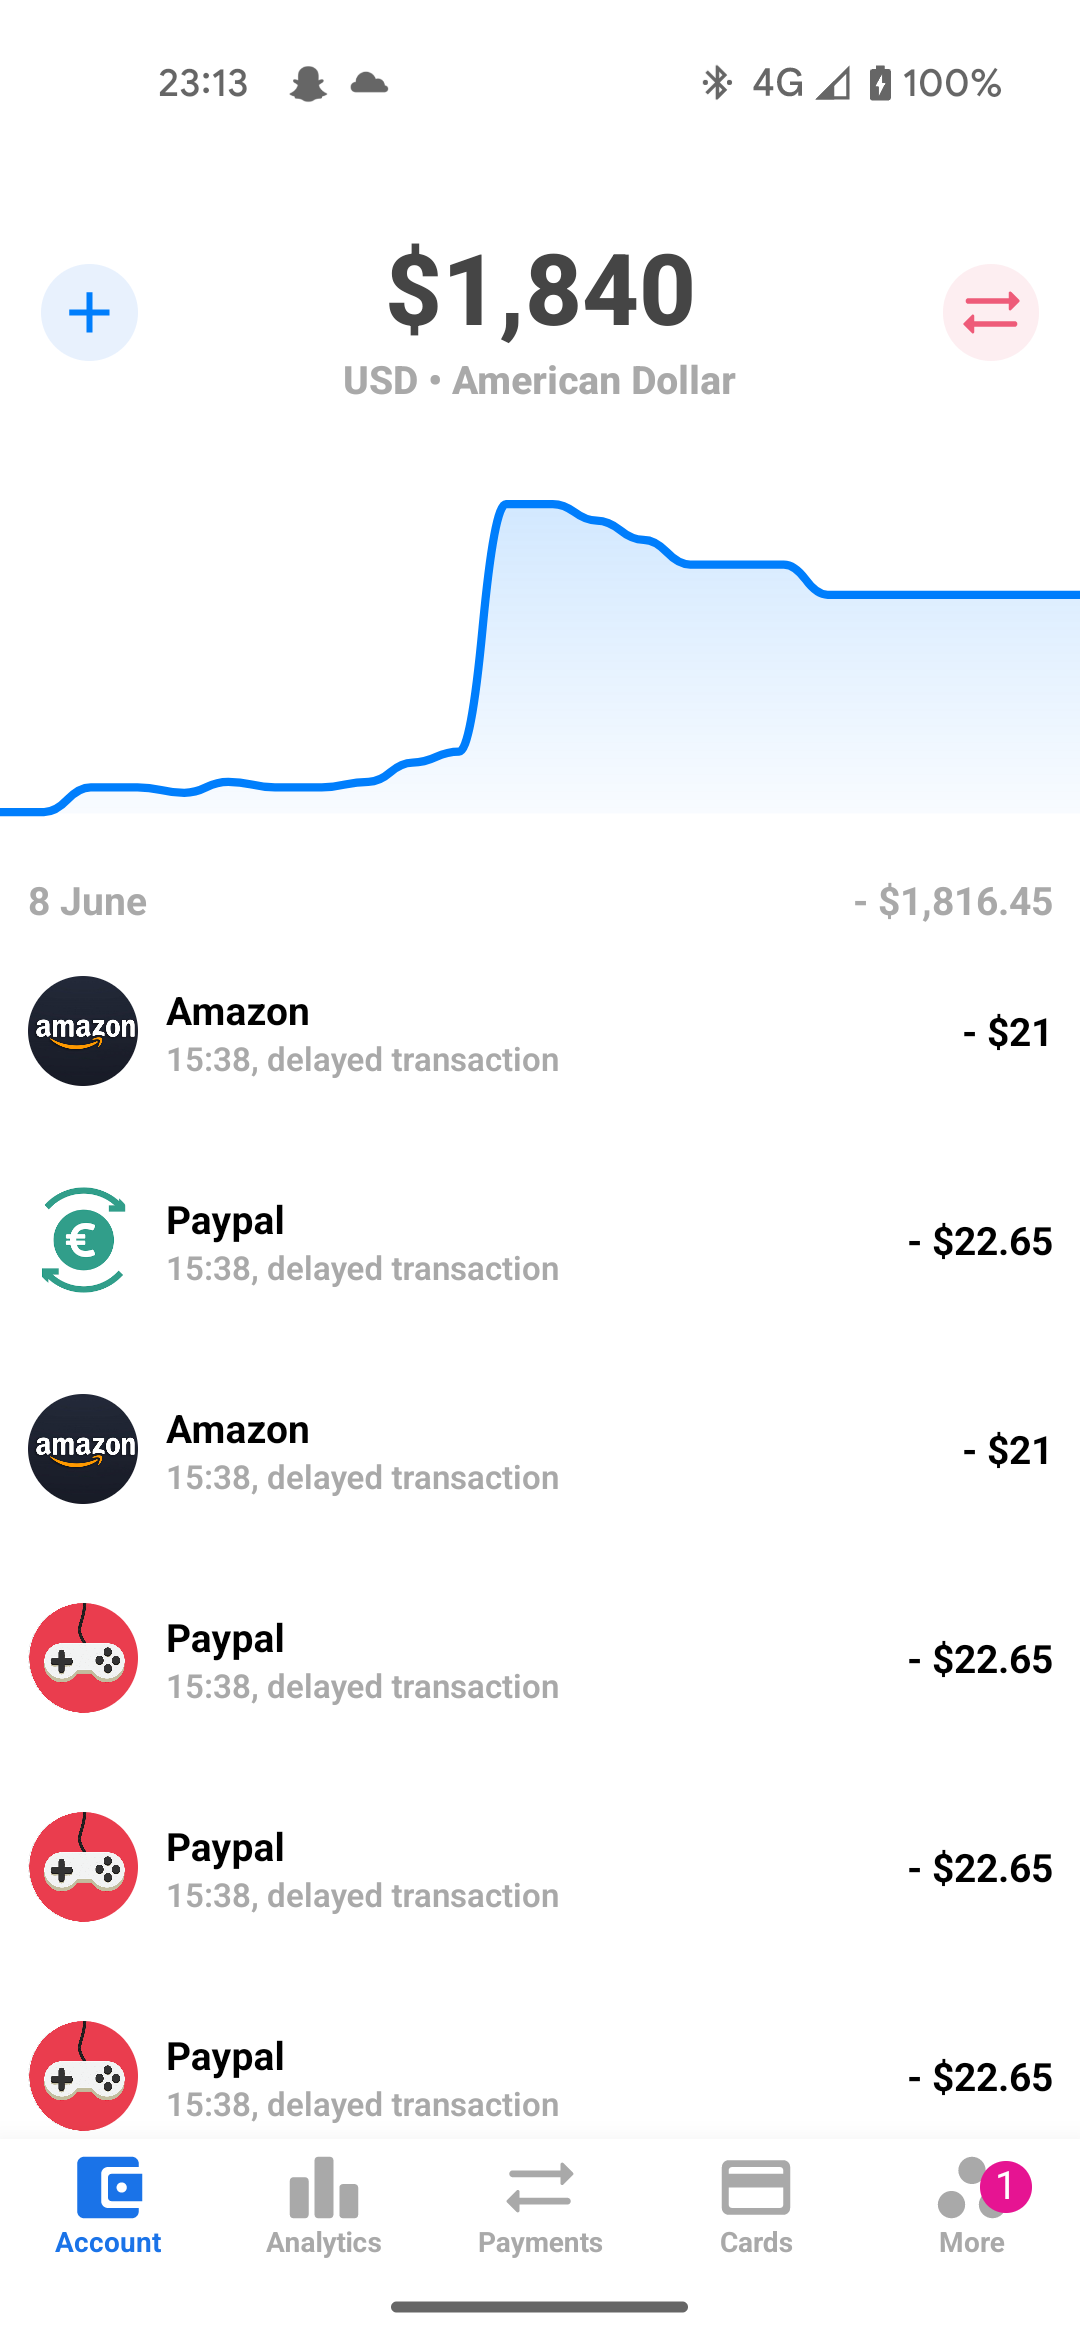 23:13 4G 100%
$1,840
USD • American Dollar
8 June - $1,816.45
amazon Amazon - $21
15:38, delayed transaction
€ Paypal - $22.65
15:38, delayed transaction
amazon Amazon - $21
15:38, delayed transaction
Paypal - $22.65
15:38, delayed transaction
Paypal - $22.65
15:38, delayed transaction
Paypal - $22.65
15:38, delayed transaction
1
Account Analytics Payments Cards More